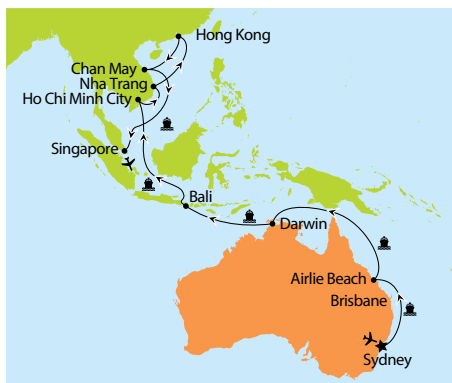 Hong Kong
Chan May
Nha Trang
Ho Chi Minh City
Singapore
Bali
Darwin
Airlie Beach
Brisbane
Sydney